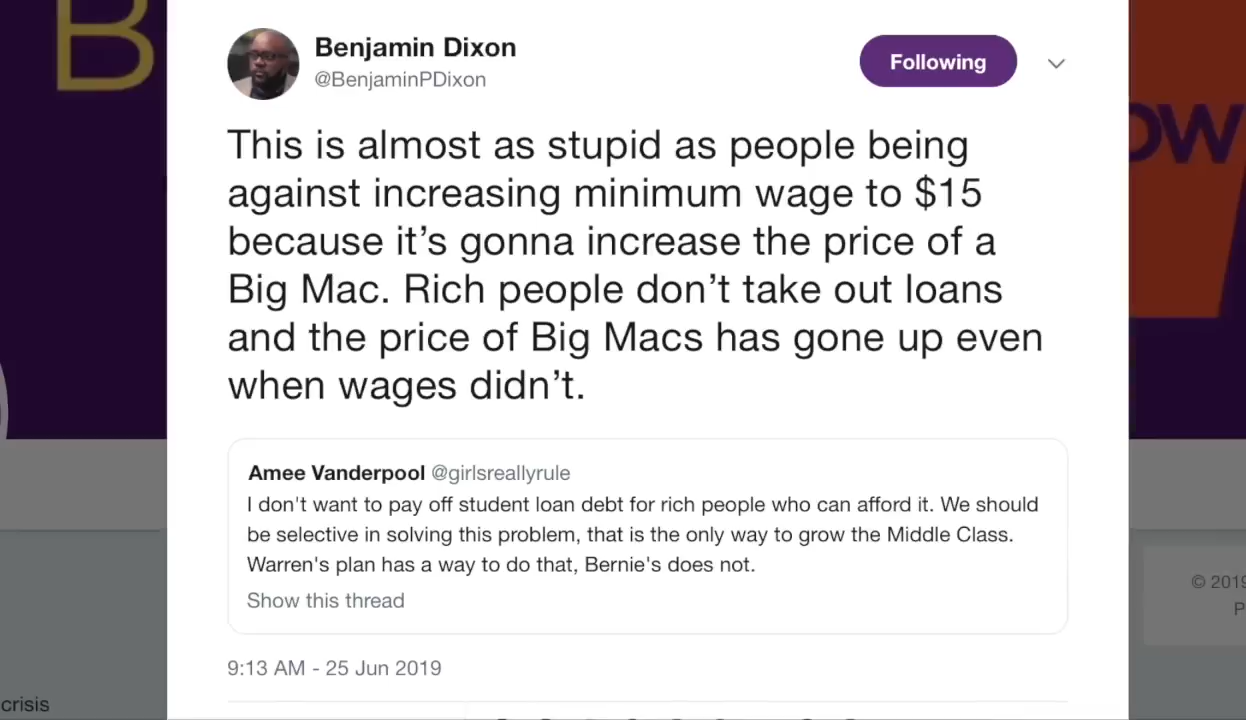 B
Benjamin Dixon
@BenjaminPDixon
Following
This is almost as stupid as people being
against increasing minimum wage to $15
because it’s gonna increase the price of a
Big Mac. Rich people don’t take out loans
and the price of Big Macs has gone up even
when wages didn’t.
Amee Vanderpool @girlsreallyrule
I don't want to pay off student loan debt for rich people who can afford it. We should
be selective in solving this problem, that is the only way to grow the Middle Class.
Warren's plan has a way to do that, Bernie's does not.
Show this thread
9:13 AM - 25 Jun 2019
OW
© 2019
P
crisis